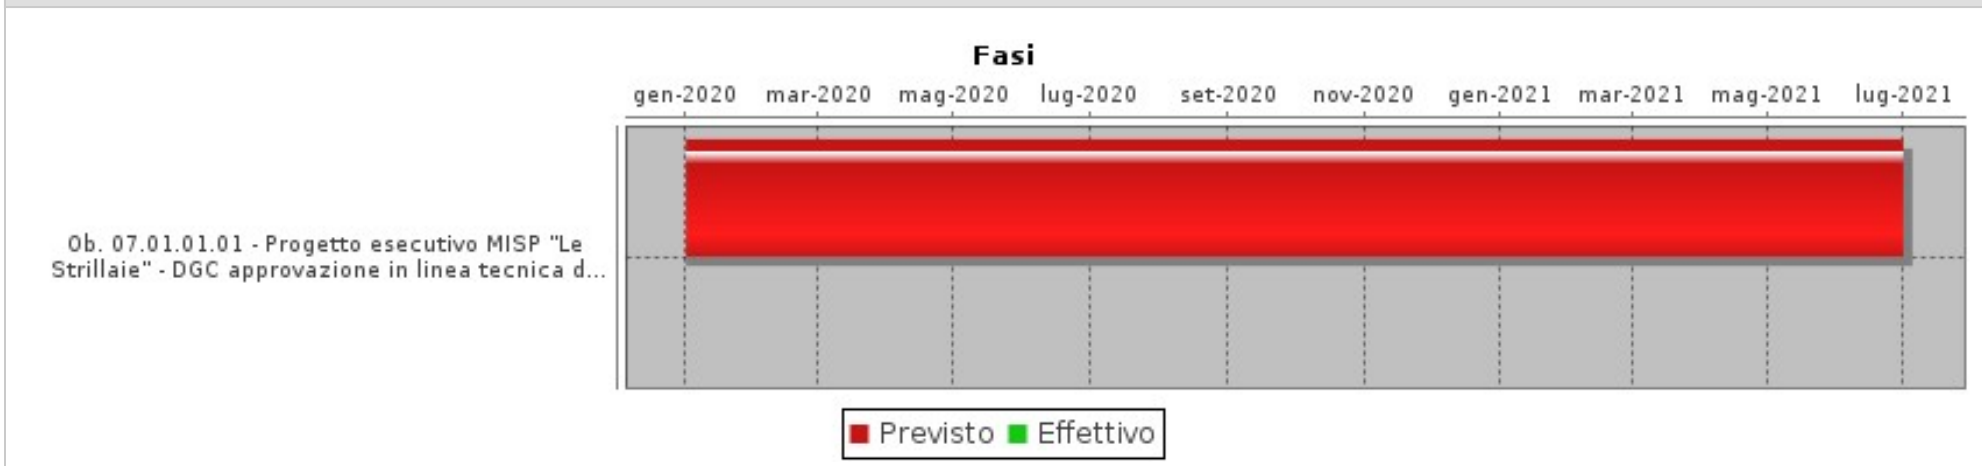 Fasi
gen-2020 mar-2020 mag-2020 lug-2020 set-2020 nov-2020 gen-2021 mar-2021 mag-2021 lug-2021
Ob. 07.01.01.01 - Progetto esecutivo MISP "Le
Strillaie" - DGC approvazione in linea tecnica d...
Previsto Effettivo